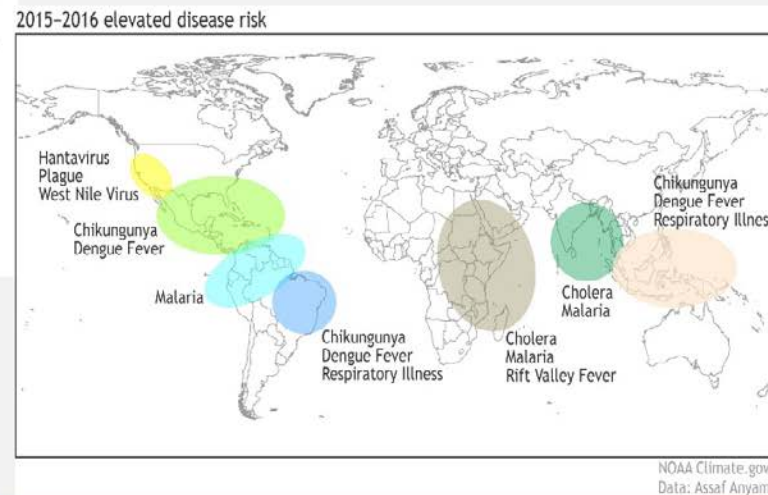 2015–2016 elevated disease risk
Hantavirus
Plague
West Nile Virus
Chikungunya
Dengue Fever
Malaria
Chikungunya
Dengue Fever
Respiratory Illness
Cholera
Malaria
Rift Valley Fever
Cholera
Malaria
Chikungunya
Dengue Fever
Respiratory Illnes
NOAA Climate.gov
Data: Assaf Anyam